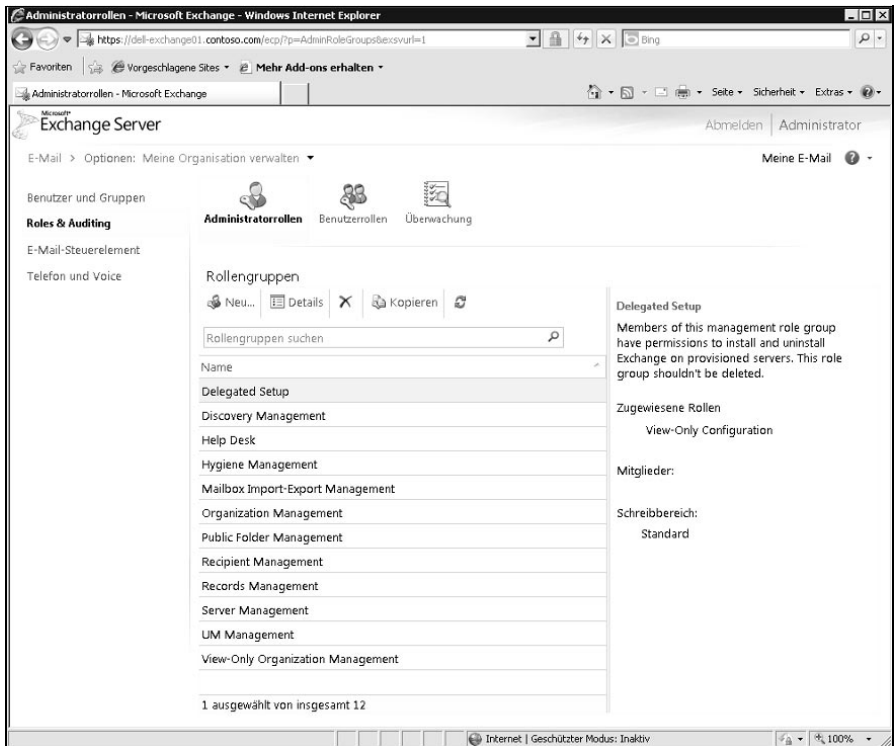 Administratorrollen - Microsoft Exchange - Windows Internet Explorer
https://dell-exchange01.contoso.com/ecp/?p=AdminRoleGroups&exsvurl=1
Bing
Favoriten
Vorgeschlagene Sites
Mehr Add-ons erhalten
Administratorrollen - Microsoft Exchange
Seite
Sicherheit
Extras
Microsoft®
Exchange Server
Abmelden
Administrator
E-Mail > Optionen: Meine Organisation verwalten
Meine E-Mail
Benutzer und Gruppen
Roles & Auditing
E-Mail-Steuerelement
Telefon und Voice
Administratorrollen
Benutzerrollen
Überwachung
Rollengruppen
Neu...
Details
Kopieren
Rollengruppen suchen
Name
Delegated Setup
Discovery Management
Help Desk
Hygiene Management
Mailbox Import-Export Management
Organization Management
Public Folder Management
Recipient Management
Records Management
Server Management
UM Management
View-Only Organization Management
1 ausgewählt von insgesamt 12
Delegated Setup
Members of this management role group
have permissions to install and uninstall
Exchange on provisioned servers. This role
group shouldn't be deleted.
Zugewiesene Rollen
View-Only Configuration
Mitglieder:
Schreibbereich:
Standard
Internet | Geschützter Modus: Inaktiv
100%